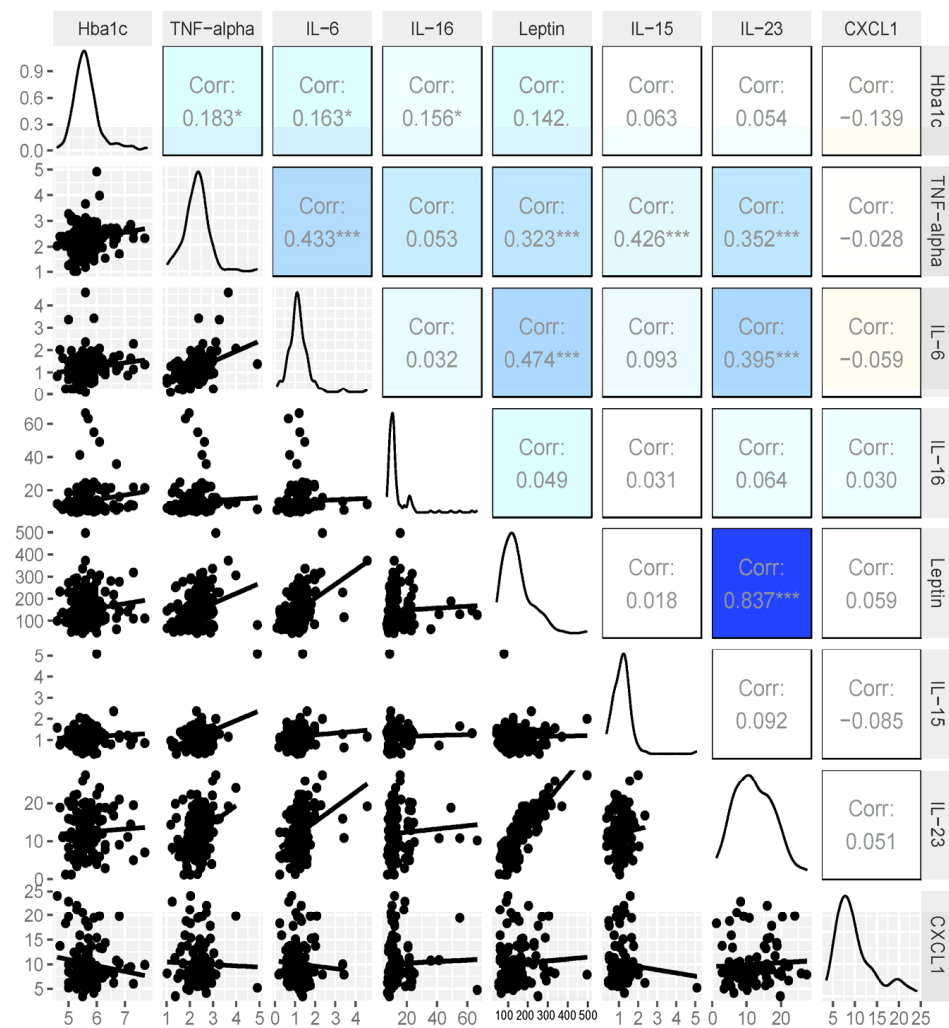 Hba1c TNF-alpha IL-6 IL-16 Leptin IL-15 IL-23 CXCL1
0.9
0.6
0.3
0.0
Corr: Corr: Corr: Corr: Corr: Corr: Corr:
0.183* 0.163* 0.156* 0.142. 0.063 0.054 −0.139
Hba1c
5
4
3
2
1
Corr: Corr: Corr: Corr: Corr: Corr:
0.433*** 0.053 0.323*** 0.426*** 0.352*** −0.028
TNF-alpha
4
3
2
1
0
Corr: Corr: Corr: Corr: Corr:
0.032 0.474*** 0.093 0.395*** −0.059
IL−6
60
40
20
Corr: Corr: Corr: Corr:
0.049 0.031 0.064 0.030
IL−16
500
400
300
200
100
Corr: Corr: Corr:
0.018 0.837*** 0.059
Leptin
5
4
3
2
1
Corr: Corr:
0.092 −0.085
IL−15
20
10
0
Corr:
0.051
IL−23
25
20
15
10
5
CXCL1
5 6 7 1 2 3 4 5 0 1 2 3 4 20 40 60 100 200 300 400 500 1 2 3 4 5 0 10 20 5 10 15 20 25